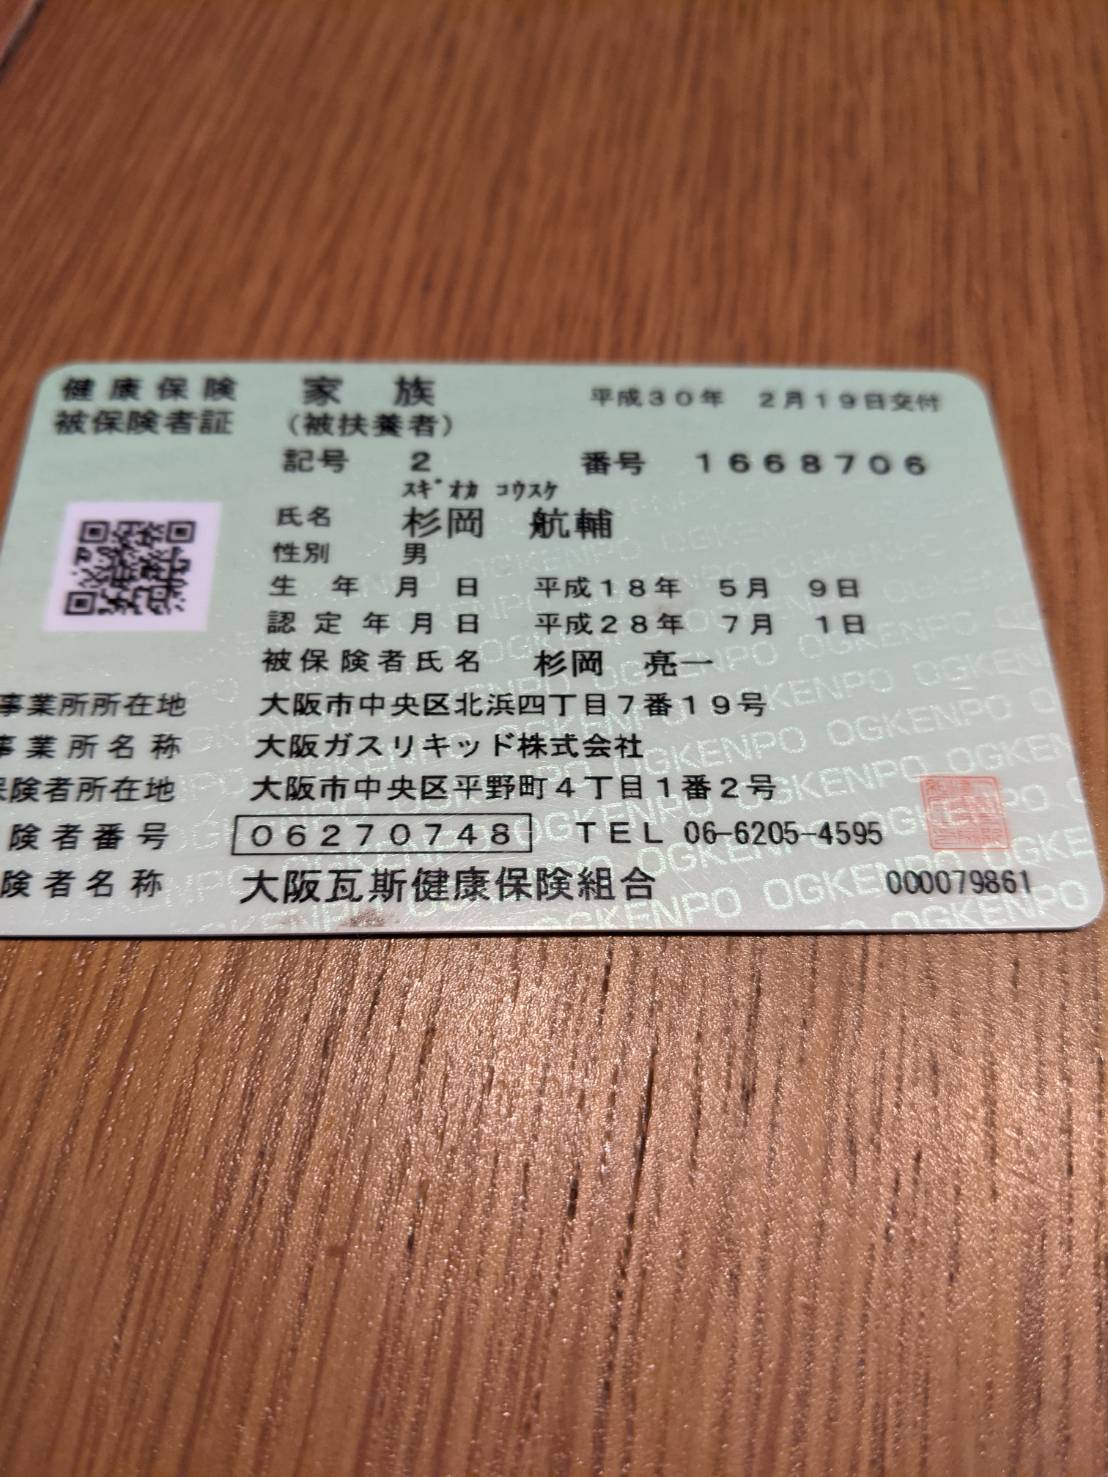 健康保険 家族 平成30年 2月19日交付
被保険者証 (被扶養者)
記号 2 番号 1668706
ｽｷﾞｵｶ ｺｳｽｹ
氏名 杉岡 航輔
性別 男
生年月日 平成18年 5月 9日
認定年月日 平成28年 7月 1日
被保険者氏名 杉岡 亮一
事業所所在地 大阪市中央区北浜四丁目7番19号
事業所名称 大阪ガスリキッド株式会社
険者所在地 大阪市中央区平野町4丁目1番2号
険者番号 06270748 TEL 06-6205-4595
険者名称 大阪瓦斯健康保険組合 000079861
OGKENPO